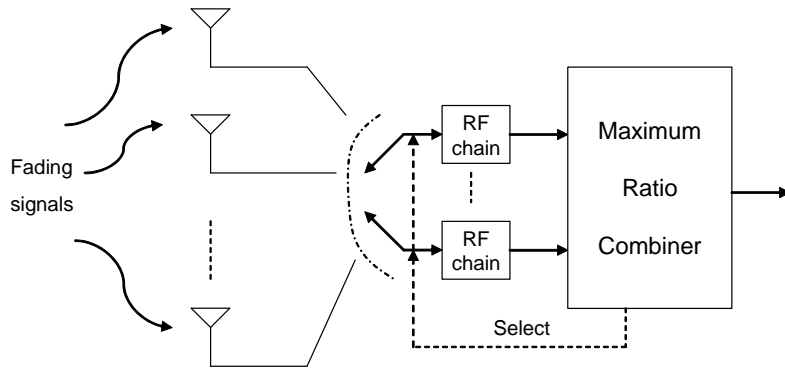 Fading
signals
RF
chain
RF
chain
Maximum
Ratio
Combiner
Select